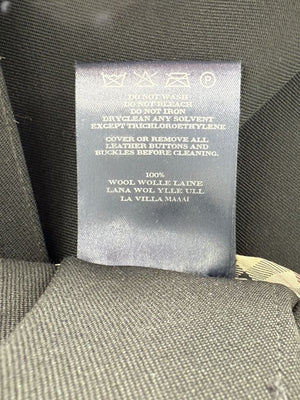 P
DO NOT WASH
DO NOT BLEACH
DO NOT IRON
DRYCLEAN ANY SOLVENT
EXCEPT TRICHLOROETHYLENE
COVER OR REMOVE ALL
LEATHER BUTTONS AND
BUCKLES BEFORE CLEANING.
100%
WOOL WOLLE LAINE
LANA WOL YLLE ULL
LA VILLA